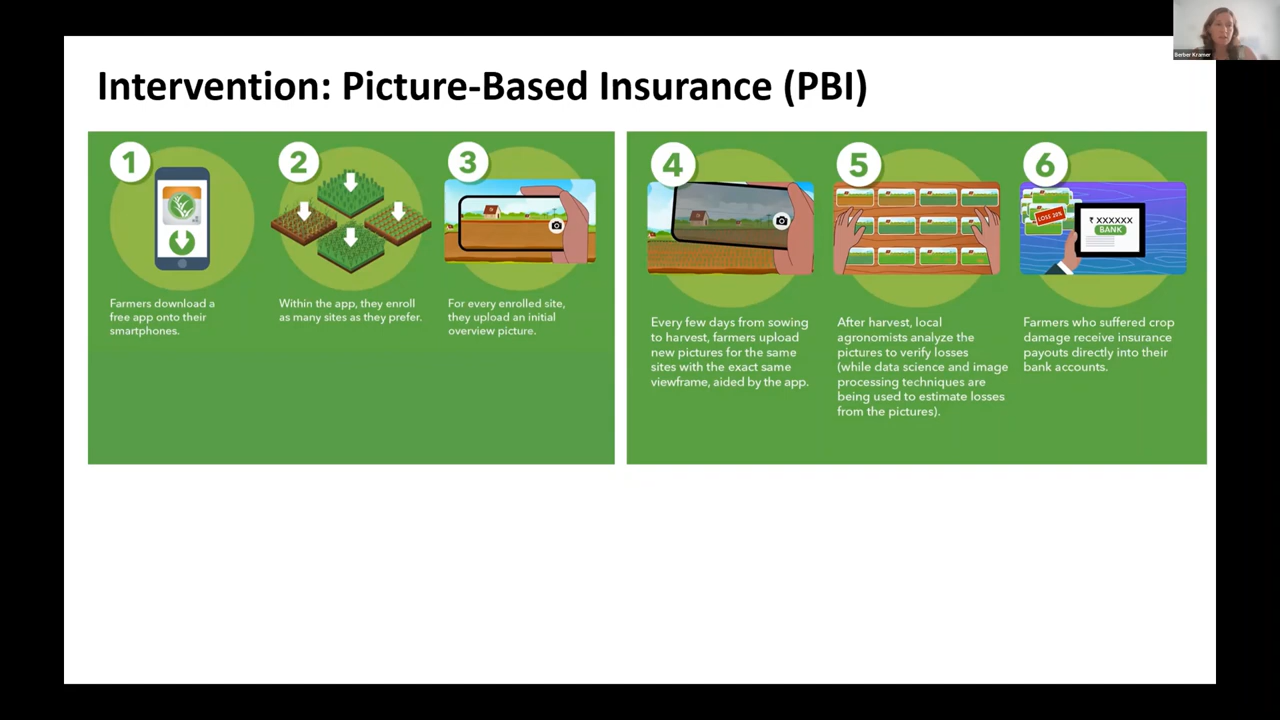 Berber Kramer
Intervention: Picture-Based Insurance (PBI)
1
Farmers download a
free app onto their
smartphones.
2
Within the app, they enroll
as many sites as they prefer.
3
For every enrolled site,
they upload an initial
overview picture.
4
Every few days from sowing
to harvest, farmers upload
new pictures for the same
sites with the exact same
viewframe, aided by the app.
5
After harvest, local
agronomists analyze the
pictures to verify losses
(while data science and image
processing techniques are
being used to estimate losses
from the pictures).
6
LOSS 20%
₹ XXXXXX
BANK
Farmers who suffered crop
damage receive insurance
payouts directly into their
bank accounts.